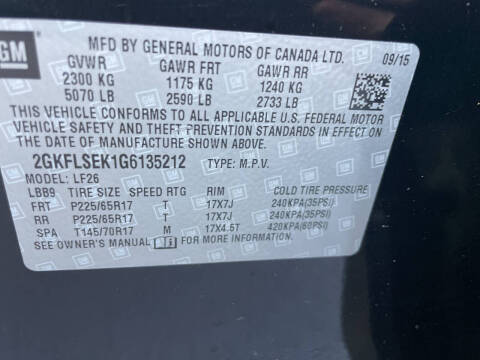 GM
MFD BY GENERAL MOTORS OF CANADA LTD.
09/15
GVWR GAWR FRT GAWR RR
2300 KG 1175 KG 1240 KG
5070 LB 2590 LB 2733 LB
THIS VEHICLE CONFORMS TO ALL APPLICABLE U.S. FEDERAL MOTOR
VEHICLE SAFETY, BUMPER, AND THEFT PREVENTION STANDARDS IN EFFECT ON
THE DATE OF MANUFACTURE SHOWN ABOVE.
2GKFLSEK1G6135212 TYPE: M.P.V.
MODEL: LF26
LBB9 TIRE SIZE SPEED RTG RIM COLD TIRE PRESSURE
FRT P225/65R17 T 17X7J 240KPA(35PSI)
RR P225/65R17 T 17X7J 240KPA(35PSI)
SPA T145/70R17 M 17X4.5T 420KPA(60PSI)
SEE OWNER'S MANUAL FOR MORE INFORMATION.